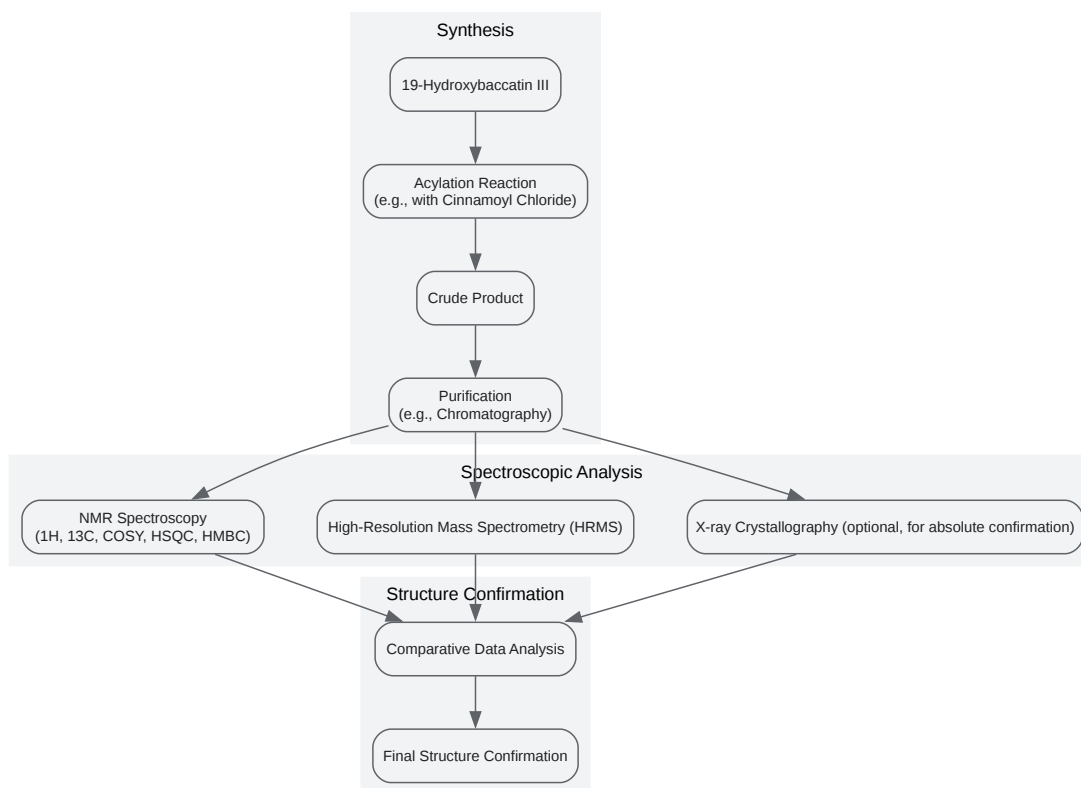 Synthesis
19-Hydroxybaccatin III
Acylation Reaction
(e.g., with Cinnamoyl Chloride)
Crude Product
Purification
(e.g., Chromatography)
Spectroscopic Analysis
NMR Spectroscopy
(1H, 13C, COSY, HSQC, HMBC)
High-Resolution Mass Spectrometry (HRMS)
X-ray Crystallography (optional, for absolute confirmation)
Structure Confirmation
Comparative Data Analysis
Final Structure Confirmation